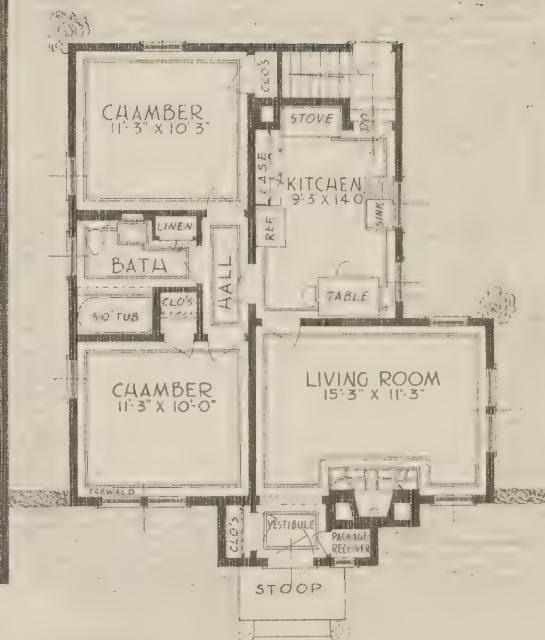 CLO'S
CHAMBER
11'-3" X 10'3"
STOVE
DN
CASE
KITCHEN
9'-3 X 14 0
REF.
SINK
LINEN
BATH
HALL
CLO'S
5'-0" TUB
TABLE
LIVING ROOM
15'-3" X 11'-3"
CHAMBER
11'-3" X 10'-0"
TREWALD
CLO'S
VESTIBULE
PACKAGE
RECEIVER
STOOP